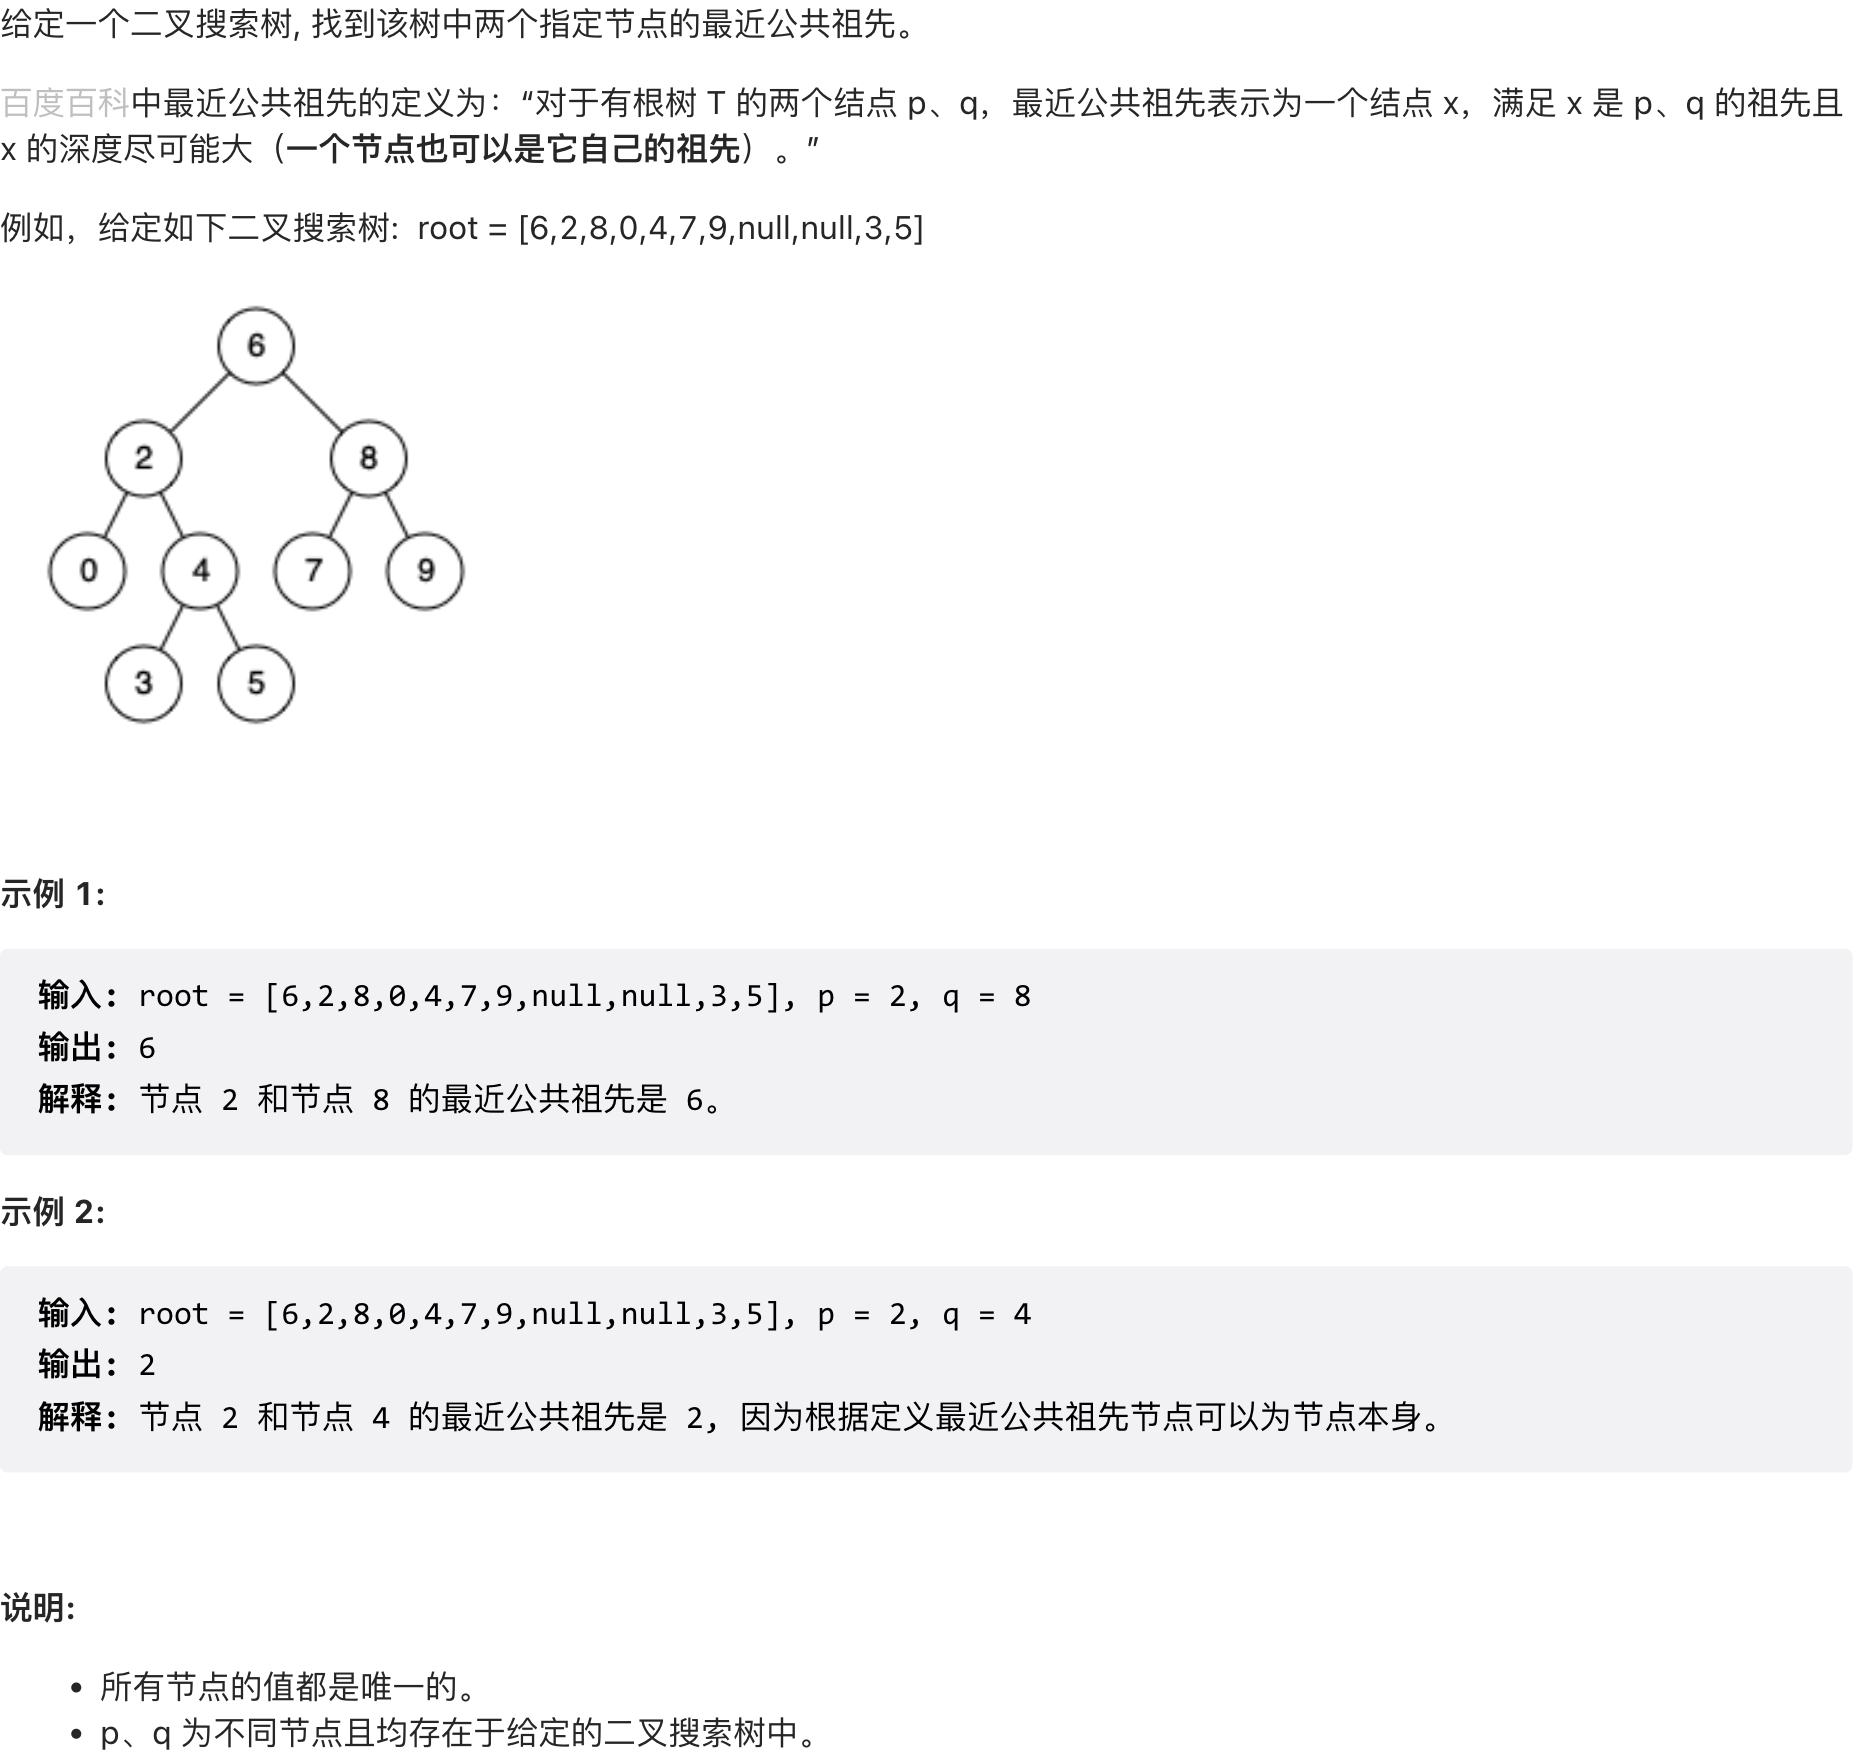 给定一个二叉搜索树, 找到该树中两个指定节点的最近公共祖先。
百度百科中最近公共祖先的定义为：“对于有根树 T 的两个结点 p、q，最近公共祖先表示为一个结点 x，满足 x 是 p、q 的祖先且
x 的深度尽可能大（一个节点也可以是它自己的祖先）。”
例如，给定如下二叉搜索树:  root = [6,2,8,0,4,7,9,null,null,3,5]
6
2 8
0 4 7 9
3 5
示例 1:
输入: root = [6,2,8,0,4,7,9,null,null,3,5], p = 2, q = 8
输出: 6
解释: 节点 2 和节点 8 的最近公共祖先是 6。
示例 2:
输入: root = [6,2,8,0,4,7,9,null,null,3,5], p = 2, q = 4
输出: 2
解释: 节点 2 和节点 4 的最近公共祖先是 2, 因为根据定义最近公共祖先节点可以为节点本身。
说明:
• 所有节点的值都是唯一的。
• p、q 为不同节点且均存在于给定的二叉搜索树中。